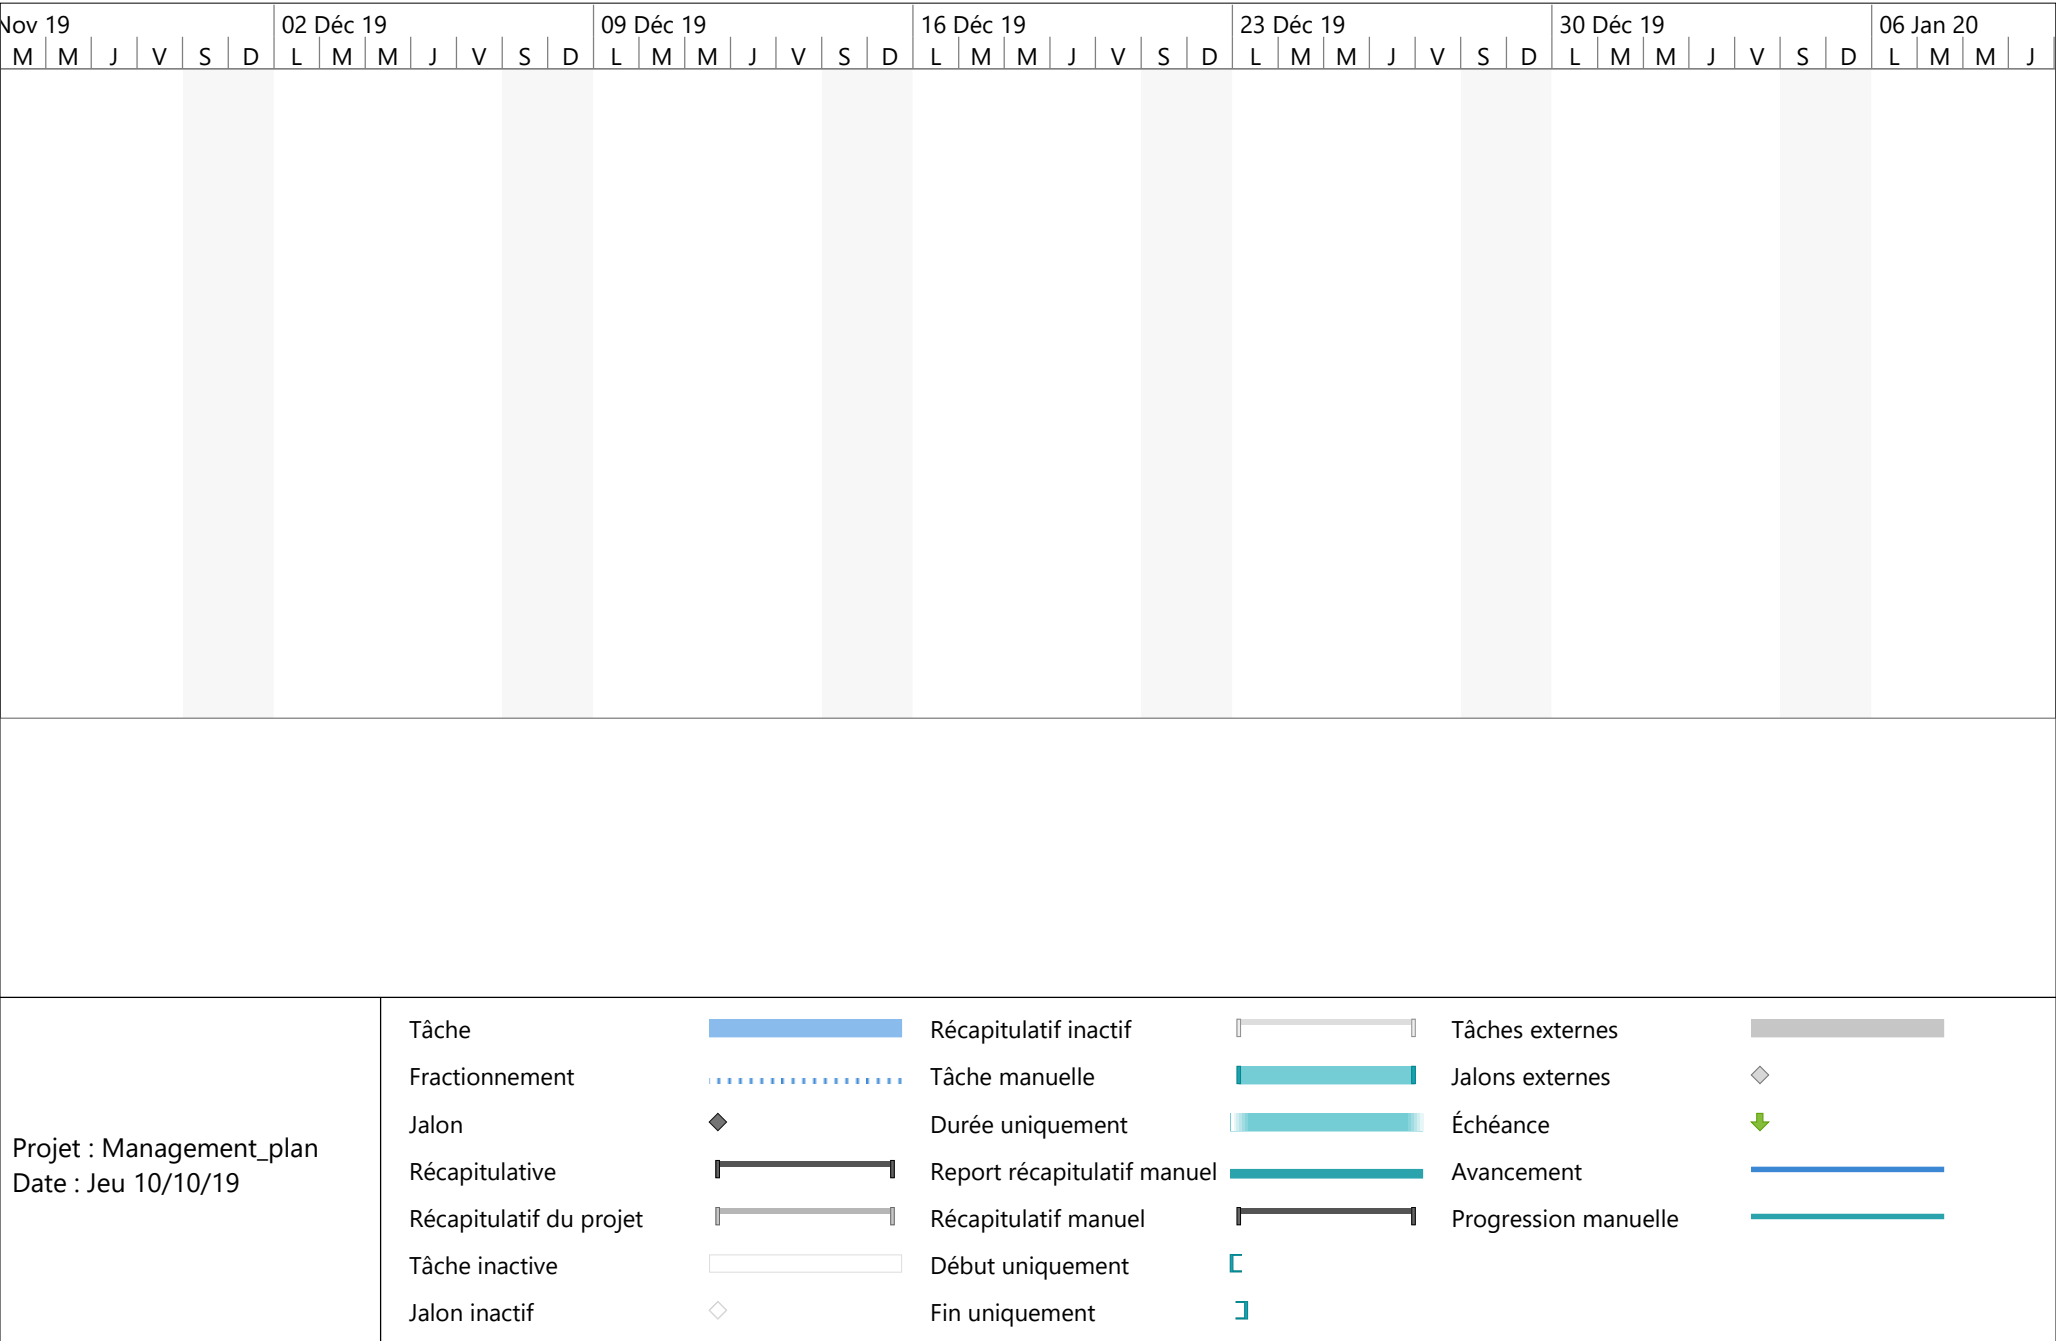 Nov 19 02 Déc 19 09 Déc 19 16 Déc 19 23 Déc 19 30 Déc 19 06 Jan 20
M M J V S D L M M J V S D L M M J V S D L M M J V S D L M M J V S D L M M J V S D L M M J
Projet : Management_plan
Date : Jeu 10/10/19
Tâche
Fractionnement
Jalon
Récapitulative
Récapitulatif du projet
Tâche inactive
Jalon inactif
Récapitulatif inactif
Tâche manuelle
Durée uniquement
Report récapitulatif manuel
Récapitulatif manuel
Début uniquement
Fin uniquement
Tâches externes
Jalons externes
Échéance
Avancement
Progression manuelle